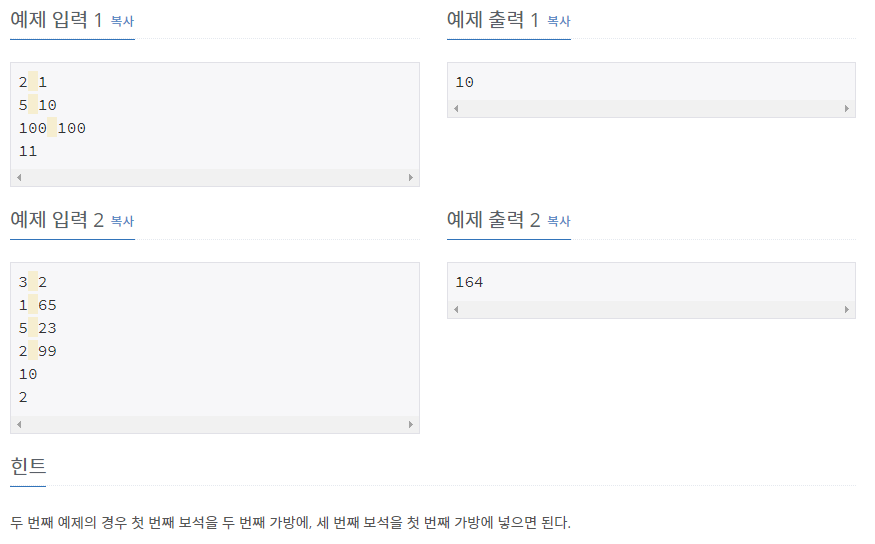 예제 입력 1 복사
2 1
5 10
100 100
11
예제 출력 1 복사
10
예제 입력 2 복사
3 2
1 65
5 23
2 99
10
2
예제 출력 2 복사
164
힌트
두 번째 예제의 경우 첫 번째 보석을 두 번째 가방에, 세 번째 보석을 첫 번째 가방에 넣으면 된다.